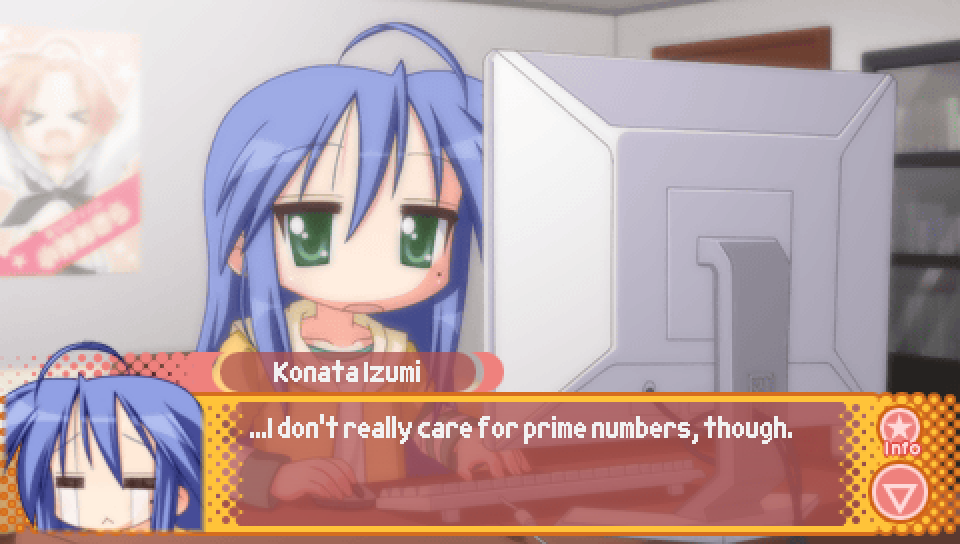 Konata Izumi
...I don't really care for prime numbers, though.
Info